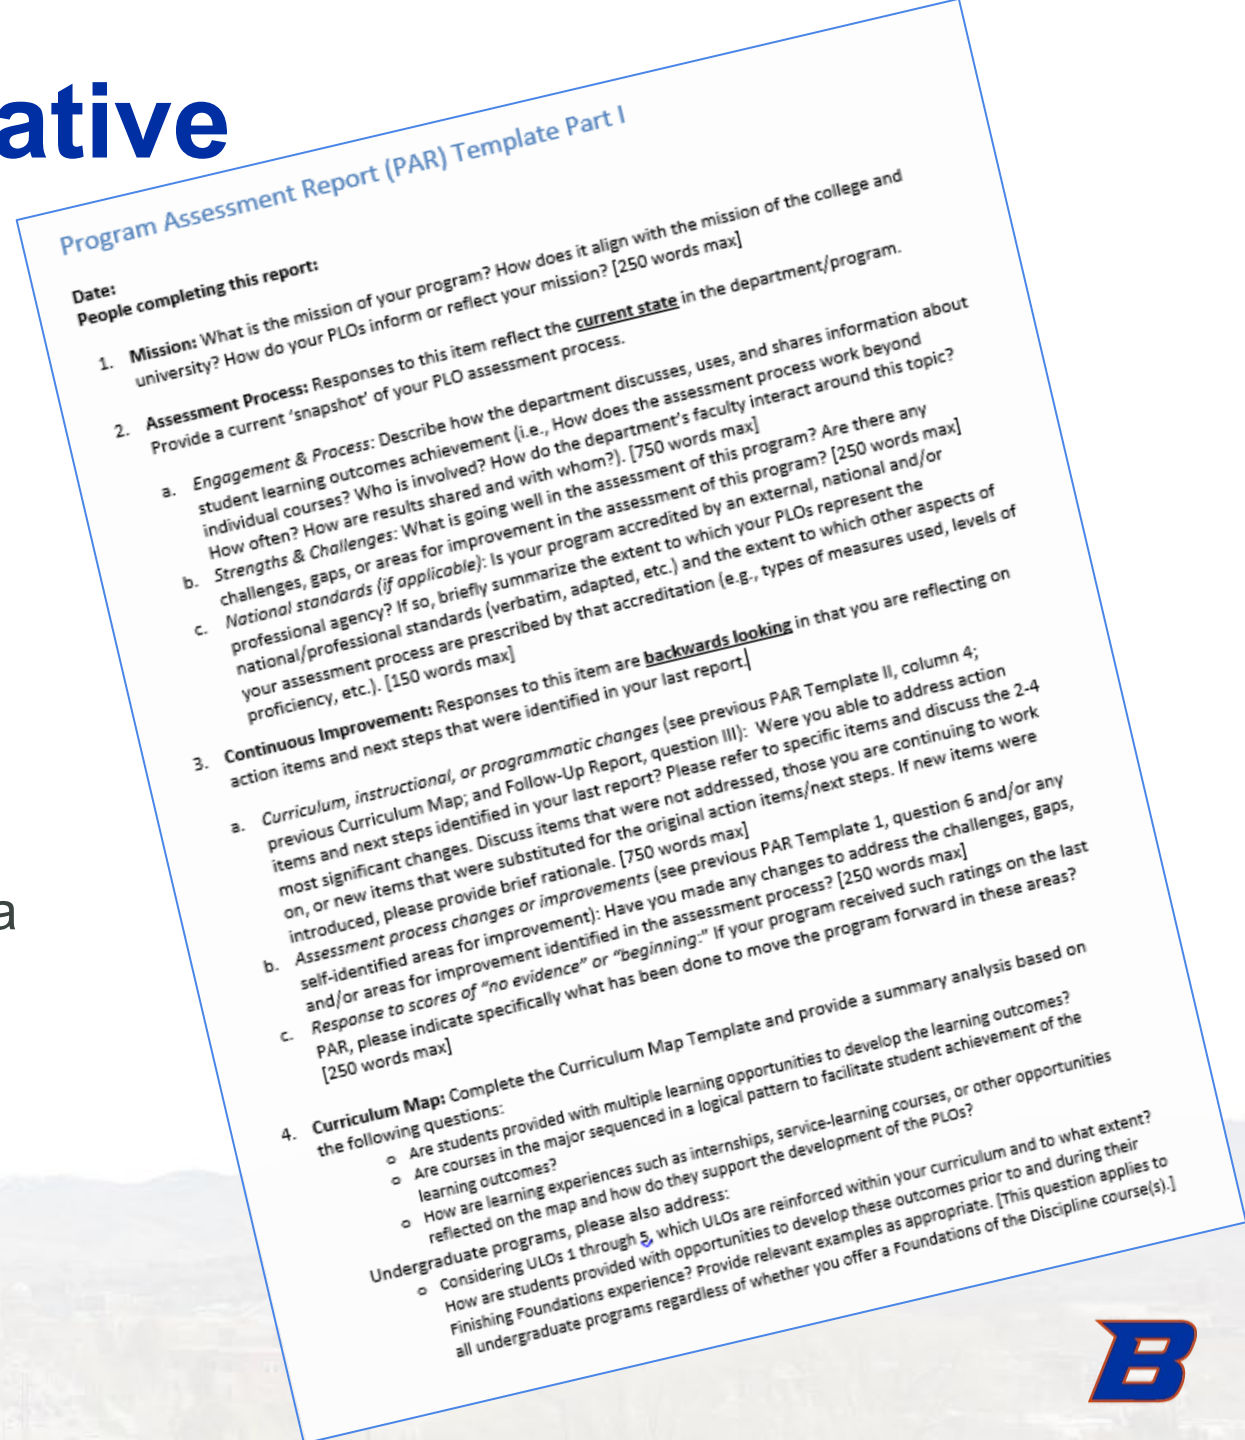 ative
Program Assessment Report (PAR) Template Part I
Date:
People completing this report:
1. Mission: What is the mission of your program? How does it align with the mission of the college and
university? How do your PLOs inform or reflect your mission? [250 words max]
2. Assessment Process: Responses to this item reflect the current state in the department/program.
Provide a current ‘snapshot’ of your PLO assessment process.
a. Engagement & Process: Describe how the department discusses, uses, and shares information about
student learning outcomes achievement (i.e., How does the assessment process work beyond
individual courses? Who is involved? How do the department’s faculty interact around this topic?
How often? How are results shared and with whom?). [750 words max]
b. Strengths & Challenges: What is going well in the assessment of this program? Are there any
challenges, gaps, or areas for improvement in the assessment of this program? [250 words max]
c. National standards (if applicable): Is your program accredited by an external, national and/or
professional agency? If so, briefly summarize the extent to which your PLOs represent the
national/professional standards (verbatim, adapted, etc.) and the extent to which other aspects of
your assessment process are prescribed by that accreditation (e.g., types of measures used, levels of
proficiency, etc.). [150 words max]
3. Continuous Improvement: Responses to this item are backwards looking in that you are reflecting on
action items and next steps that were identified in your last report.
a. Curriculum, instructional, or programmatic changes (see previous PAR Template II, column 4;
previous Curriculum Map; and Follow-Up Report, question III): Were you able to address action
items and next steps identified in your last report? Please refer to specific items and discuss the 2-4
most significant changes. Discuss items that were not addressed, those you are continuing to work
on, or new items that were substituted for the original action items/next steps. If new items were
introduced, please provide brief rationale. [750 words max]
b. Assessment process changes or improvements (see previous PAR Template 1, question 6 and/or any
self-identified areas for improvement): Have you made any changes to address the challenges, gaps,
and/or areas for improvement identified in the assessment process? [250 words max]
c. Response to scores of “no evidence” or “beginning:” If your program received such ratings on the last
PAR, please indicate specifically what has been done to move the program forward in these areas?
[250 words max]
a
4. Curriculum Map: Complete the Curriculum Map Template and provide a summary analysis based on
the following questions:
o Are students provided with multiple learning opportunities to develop the learning outcomes?
o Are courses in the major sequenced in a logical pattern to facilitate student achievement of the
learning outcomes?
o How are learning experiences such as internships, service-learning courses, or other opportunities
reflected on the map and how do they support the development of the PLOs?
Undergraduate programs, please also address:
o Considering ULOs 1 through 5, which ULOs are reinforced within your curriculum and to what extent?
How are students provided with opportunities to develop these outcomes prior to and during their
Finishing Foundations experience? Provide relevant examples as appropriate. [This question applies to
all undergraduate programs regardless of whether you offer a Foundations of the Discipline course(s).]
B